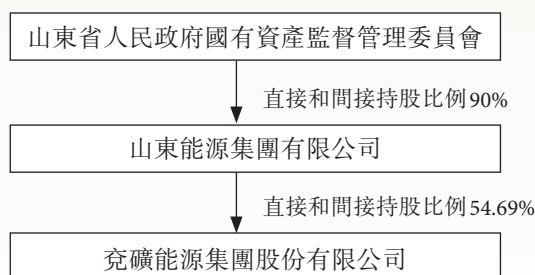 山東省人民政府國有資產監督管理委員會
直接和間接持股比例90%
山東能源集團有限公司
直接和間接持股比例54.69%
兗礦能源集團股份有限公司